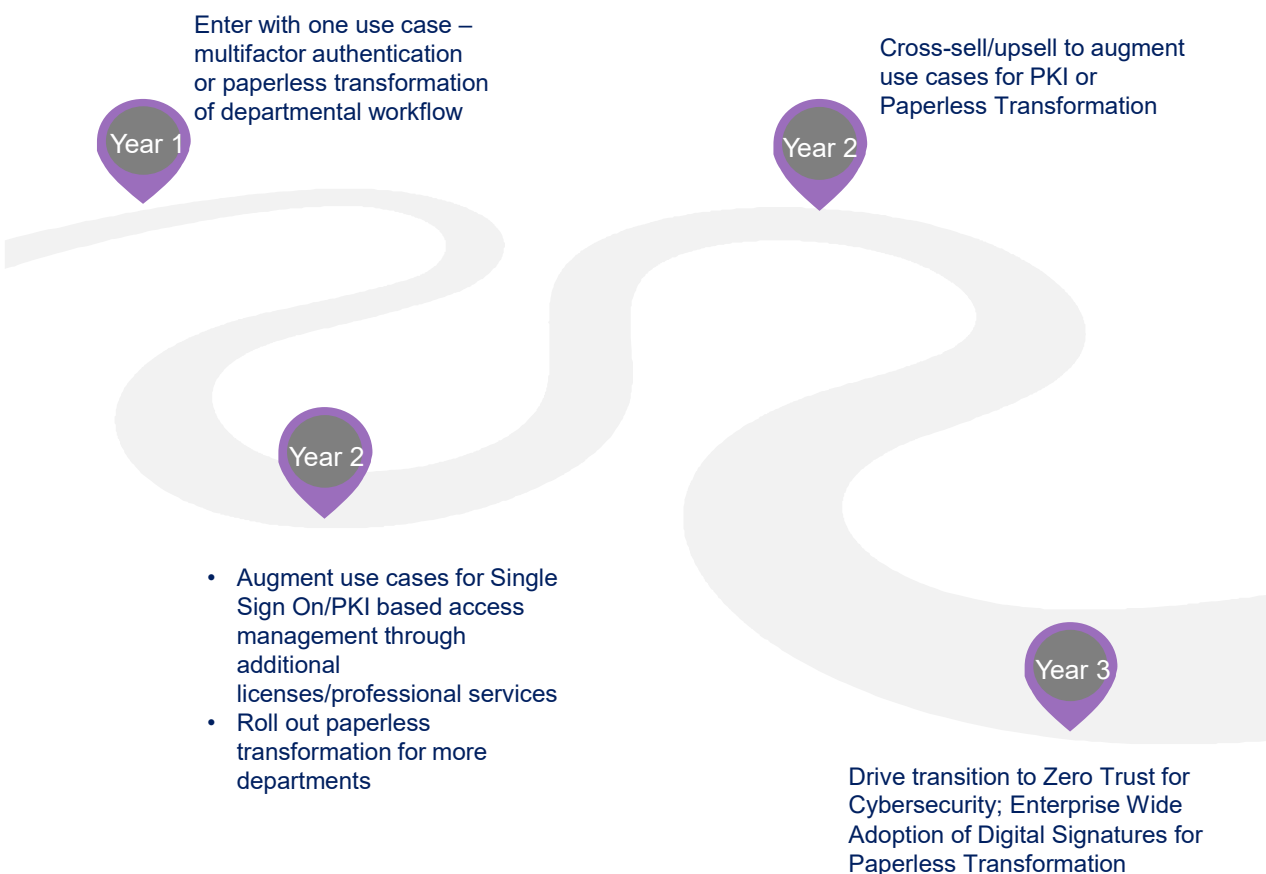 Enter with one use case –
multifactor authentication
or paperless transformation
of departmental workflow
Year 1
Cross-sell/upsell to augment
use cases for PKI or
Paperless Transformation
Year 2
Year 2
• Augment use cases for Single
Sign On/PKI based access
management through
additional
licenses/professional services
• Roll out paperless
transformation for more
departments
Year 3
Drive transition to Zero Trust for
Cybersecurity; Enterprise Wide
Adoption of Digital Signatures for
Paperless Transformation